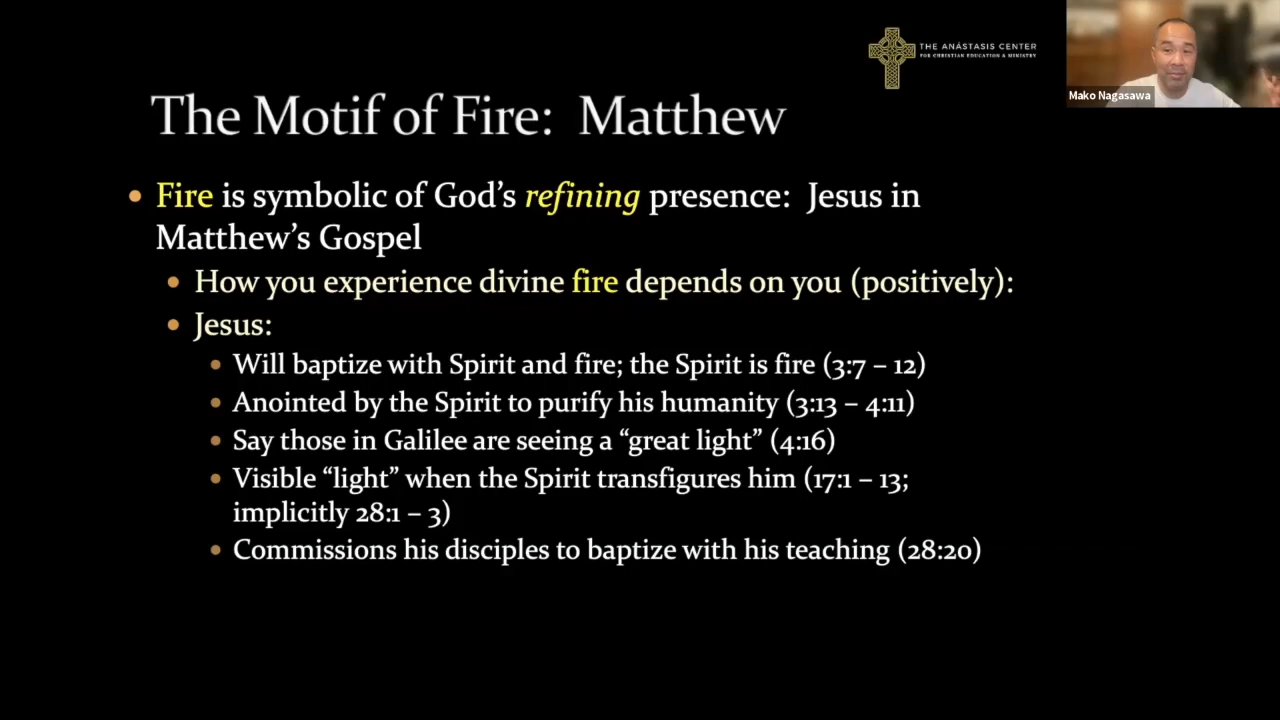 THE ANÁSTASIS CENTER
FOR CHRISTIAN EDUCATION & MINISTRY
Mako Nagasawa
The Motif of Fire:  Matthew
Fire is symbolic of God’s refining presence:  Jesus in
Matthew’s Gospel
How you experience divine fire depends on you (positively):
Jesus:
Will baptize with Spirit and fire; the Spirit is fire (3:7 – 12)
Anointed by the Spirit to purify his humanity (3:13 – 4:11)
Say those in Galilee are seeing a “great light” (4:16)
Visible “light” when the Spirit transfigures him (17:1 – 13;
implicitly 28:1 – 3)
Commissions his disciples to baptize with his teaching (28:20)